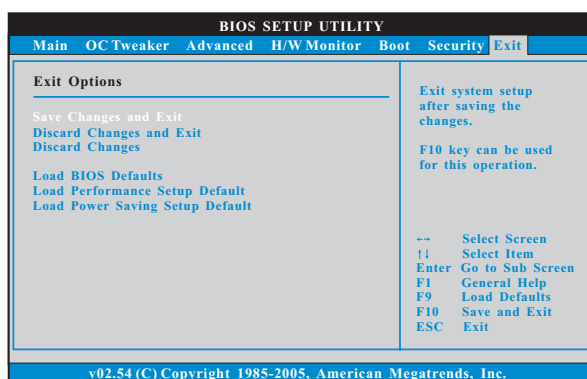 BIOS SETUP UTILITY
Main OC Tweaker Advanced H/W Monitor Boot Security Exit
Exit Options
Save Changes and Exit
Discard Changes and Exit
Discard Changes
Load BIOS Defaults
Load Performance Setup Default
Load Power Saving Setup Default
Exit system setup
after saving the
changes.
F10 key can be used
for this operation.
←→ Select Screen
↑↓ Select Item
Enter Go to Sub Screen
F1 General Help
F9 Load Defaults
F10 Save and Exit
ESC Exit
v02.54 (C) Copyright 1985-2005, American Megatrends, Inc.